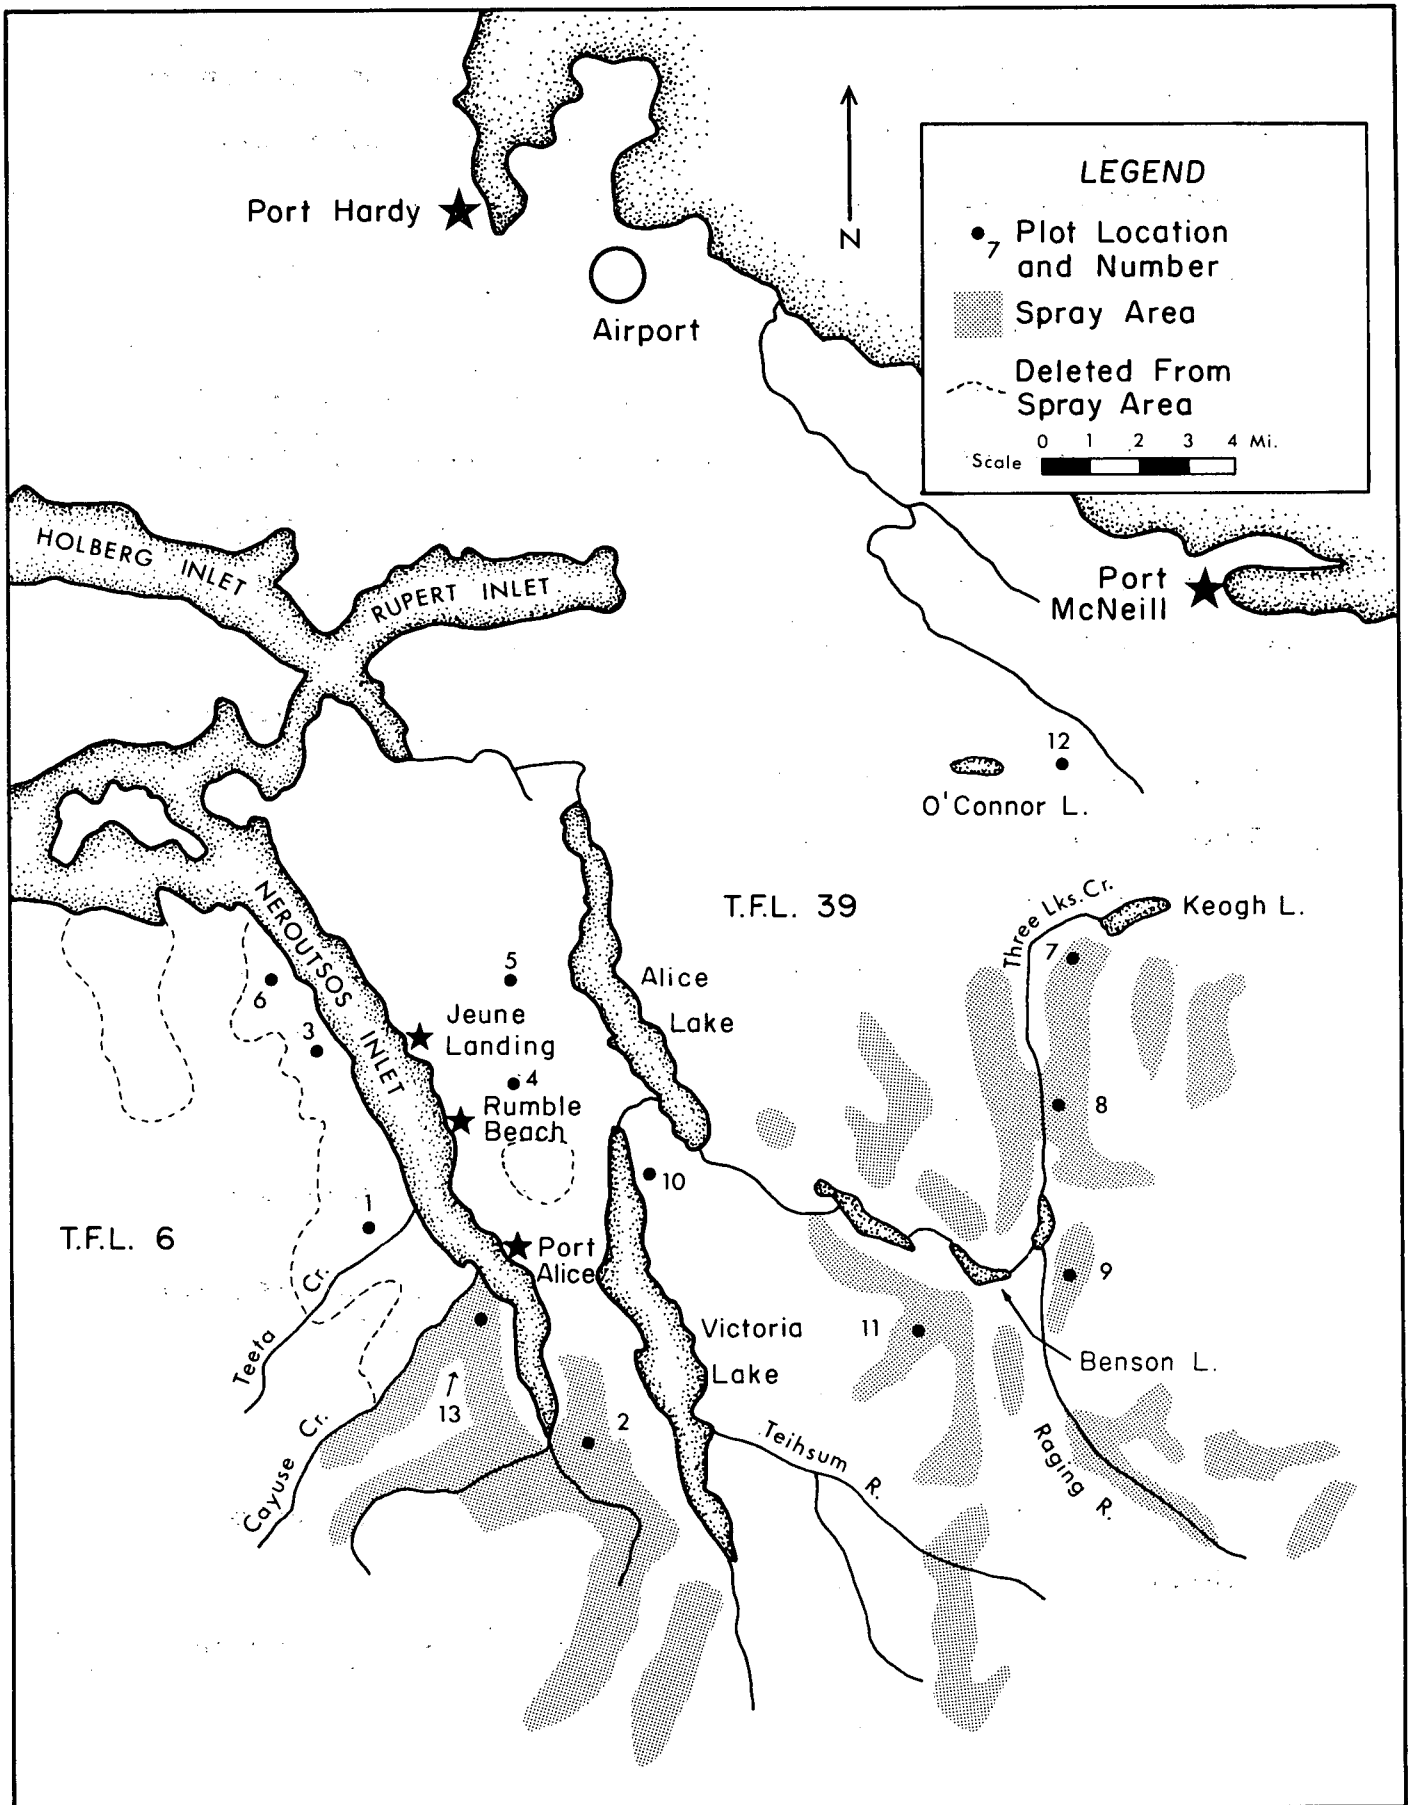 Port Hardy
Airport
N
LEGEND
7 Plot Location
and Number
Spray Area
Deleted From
Spray Area
0 1 2 3 4 Mi.
Scale
HOLBERG INLET
RUPERT INLET
Port
McNeill
12
O'Connor L.
T.F.L. 39
Three Lks. Cr.
Keogh L.
NEROUTSOS INLET
5
7
6
Alice
Lake
Jeune
Landing
3
4
8
Rumble
Beach
10
1
T.F.L. 6
Port
Alice
9
Teeta Cr.
Victoria
Lake
11
Benson L.
13
2
Cayuse Cr.
Teihsum R.
Raging R.